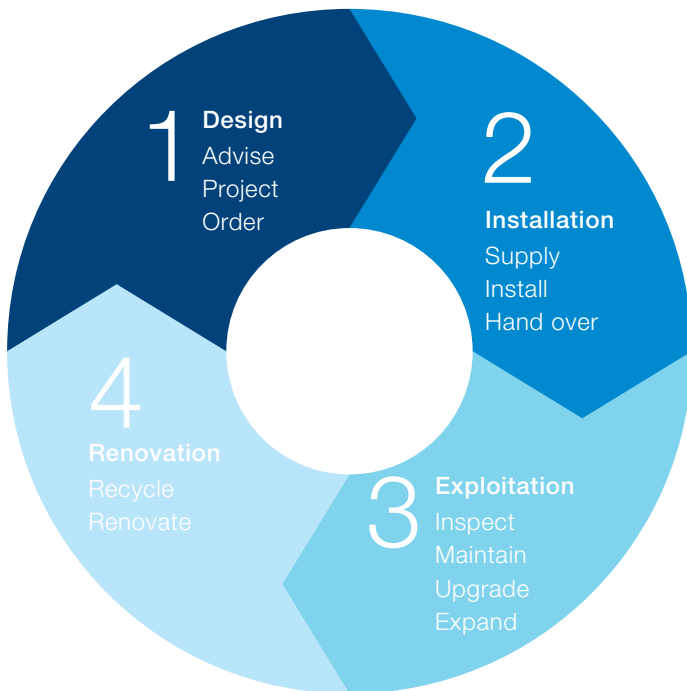 1
Design
Advise
Project
Order
2
Installation
Supply
Install
Hand over
3
Exploitation
Inspect
Maintain
Upgrade
Expand
4
Renovation
Recycle
Renovate